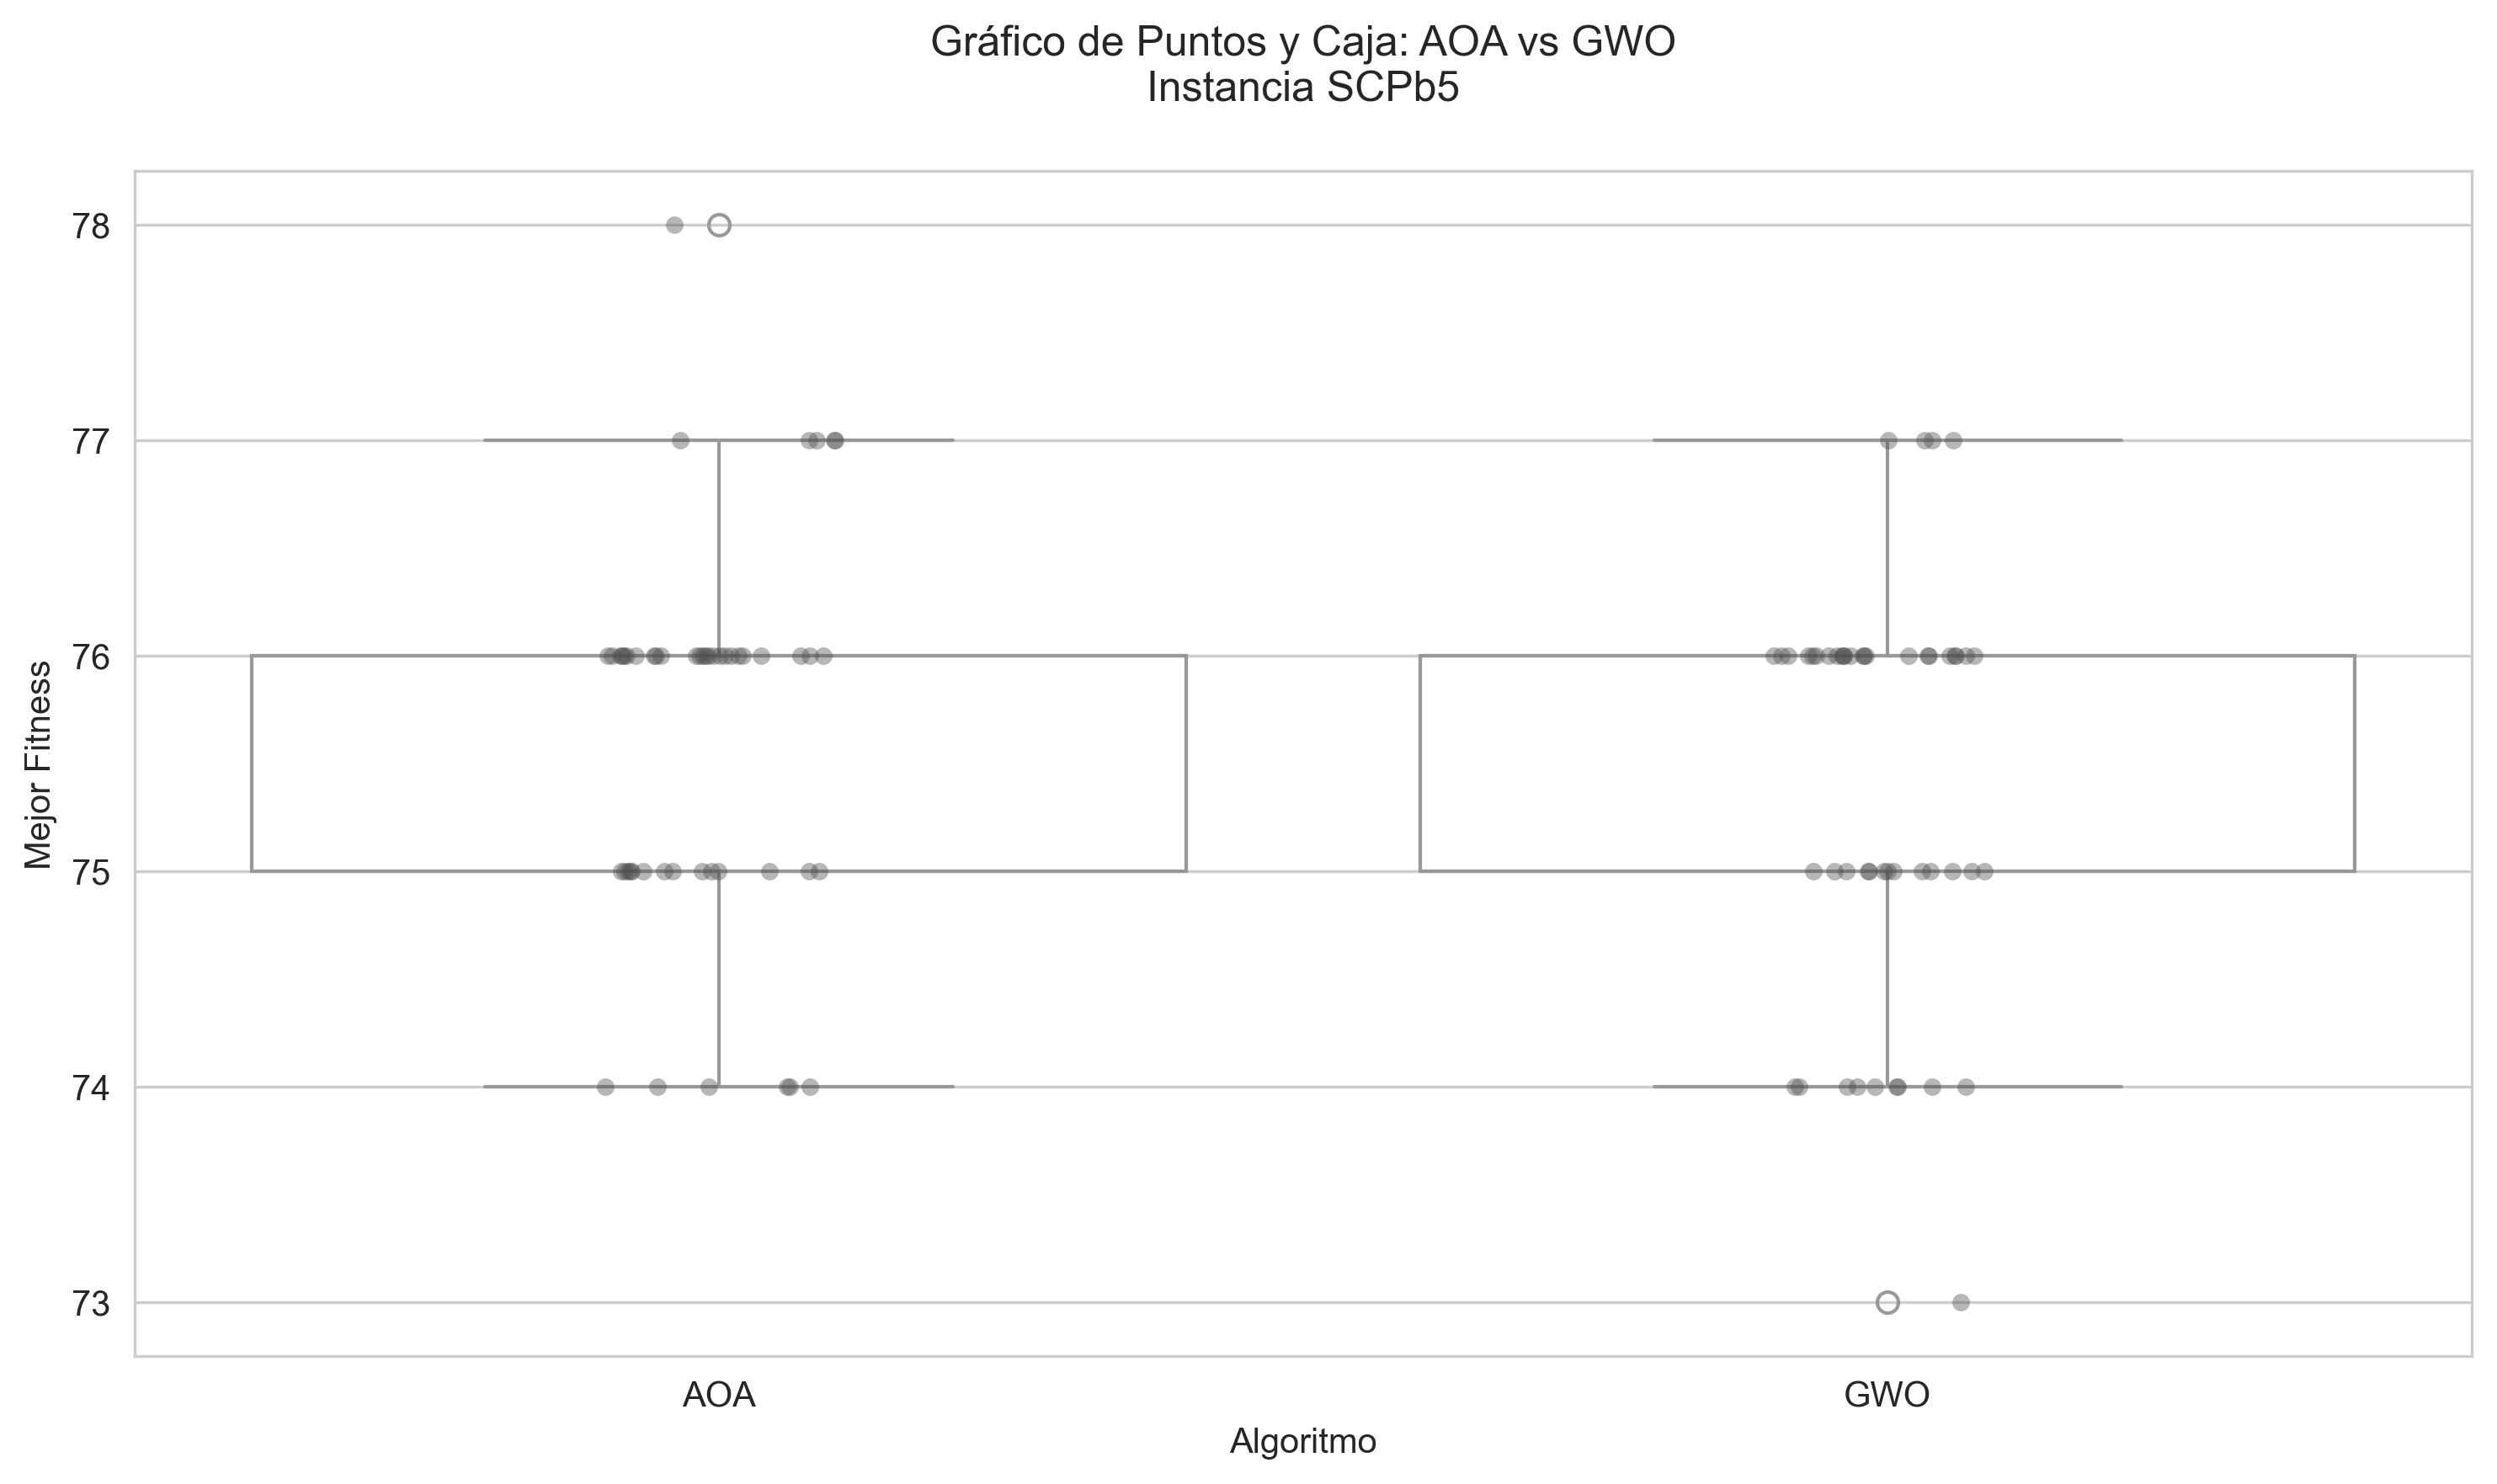 Gráfico de Puntos y Caja: AOA vs GWO
Instancia SCPb5
Mejor Fitness
78
77
76
75
74
73
AOA
GWO
Algoritmo